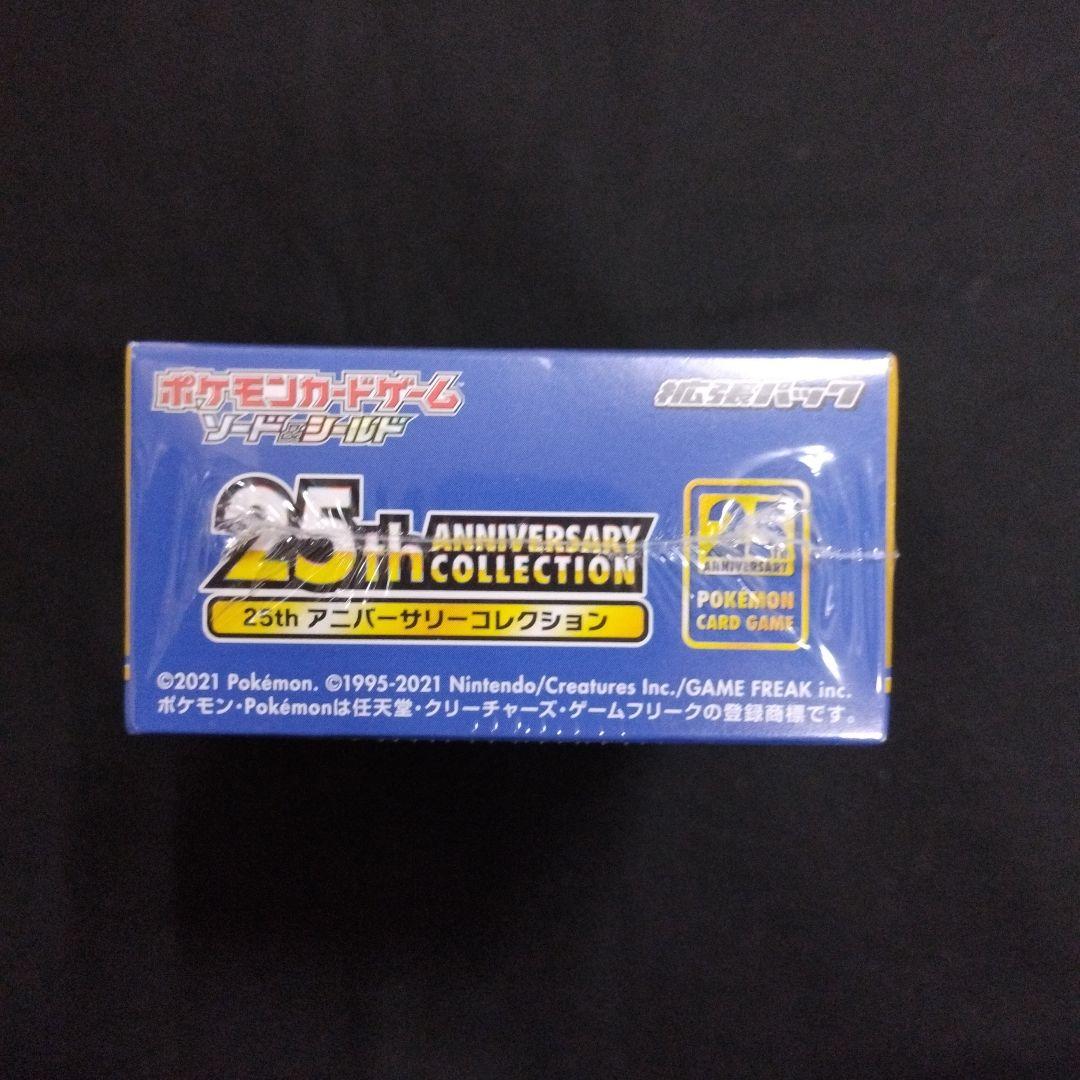 ポケモンカードゲーム
ソード&シールド
拡張パック
25th ANNIVERSARY COLLECTION
25th アニバーサリーコレクション
25th
ANNIVERSARY
POKÉMON
CARD GAME
©2021 Pokémon. ©1995-2021 Nintendo/Creatures Inc./GAME FREAK inc.
ポケモン・Pokémonは任天堂・クリーチャーズ・ゲームフリークの登録商標です。